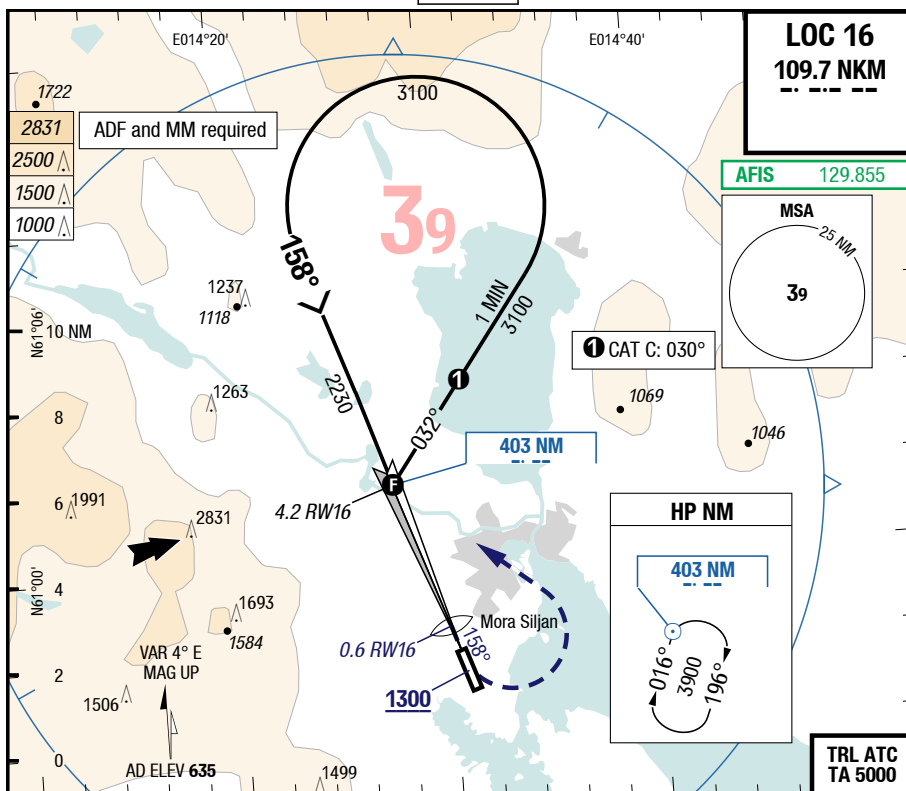 E014°20'
E014°40'
LOC 16
109.7 NKM
1722
3100
2831
2500
1500
1000
ADF and MM required
AFIS 129.855
39
MSA
25 NM
39
158°
1237
1118
1 MIN
3100
N61°06'
10 NM
1 CAT C: 030°
1263
2230
1
1069
8
032°
1046
403 NM
F
4.2 RW16
6
1991
2831
HP NM
403 NM
N61°00'
4
1693
1584
Mora Siljan
0.6 RW16
158°
016°
3900
196°
VAR 4° E
MAG UP
2
1506
1300
0
AD ELEV 635
1499
TRL ATC
TA 5000